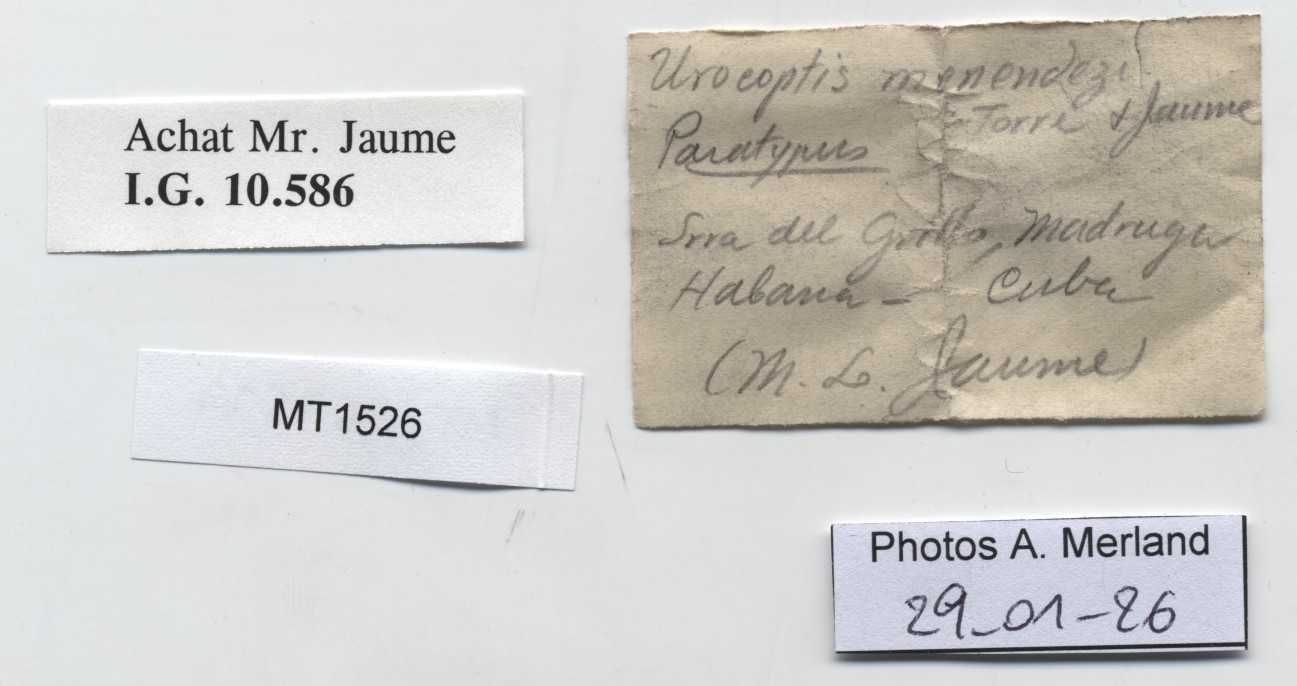 Achat Mr. Jaume
I.G. 10.586
MT1526
Urocoptis menendezi
Torre & Jaume
Paratypus
Srra del Grillo, Madruga
Habana - Cuba
(M. L. Jaume)
Photos A. Merland
29-01-26